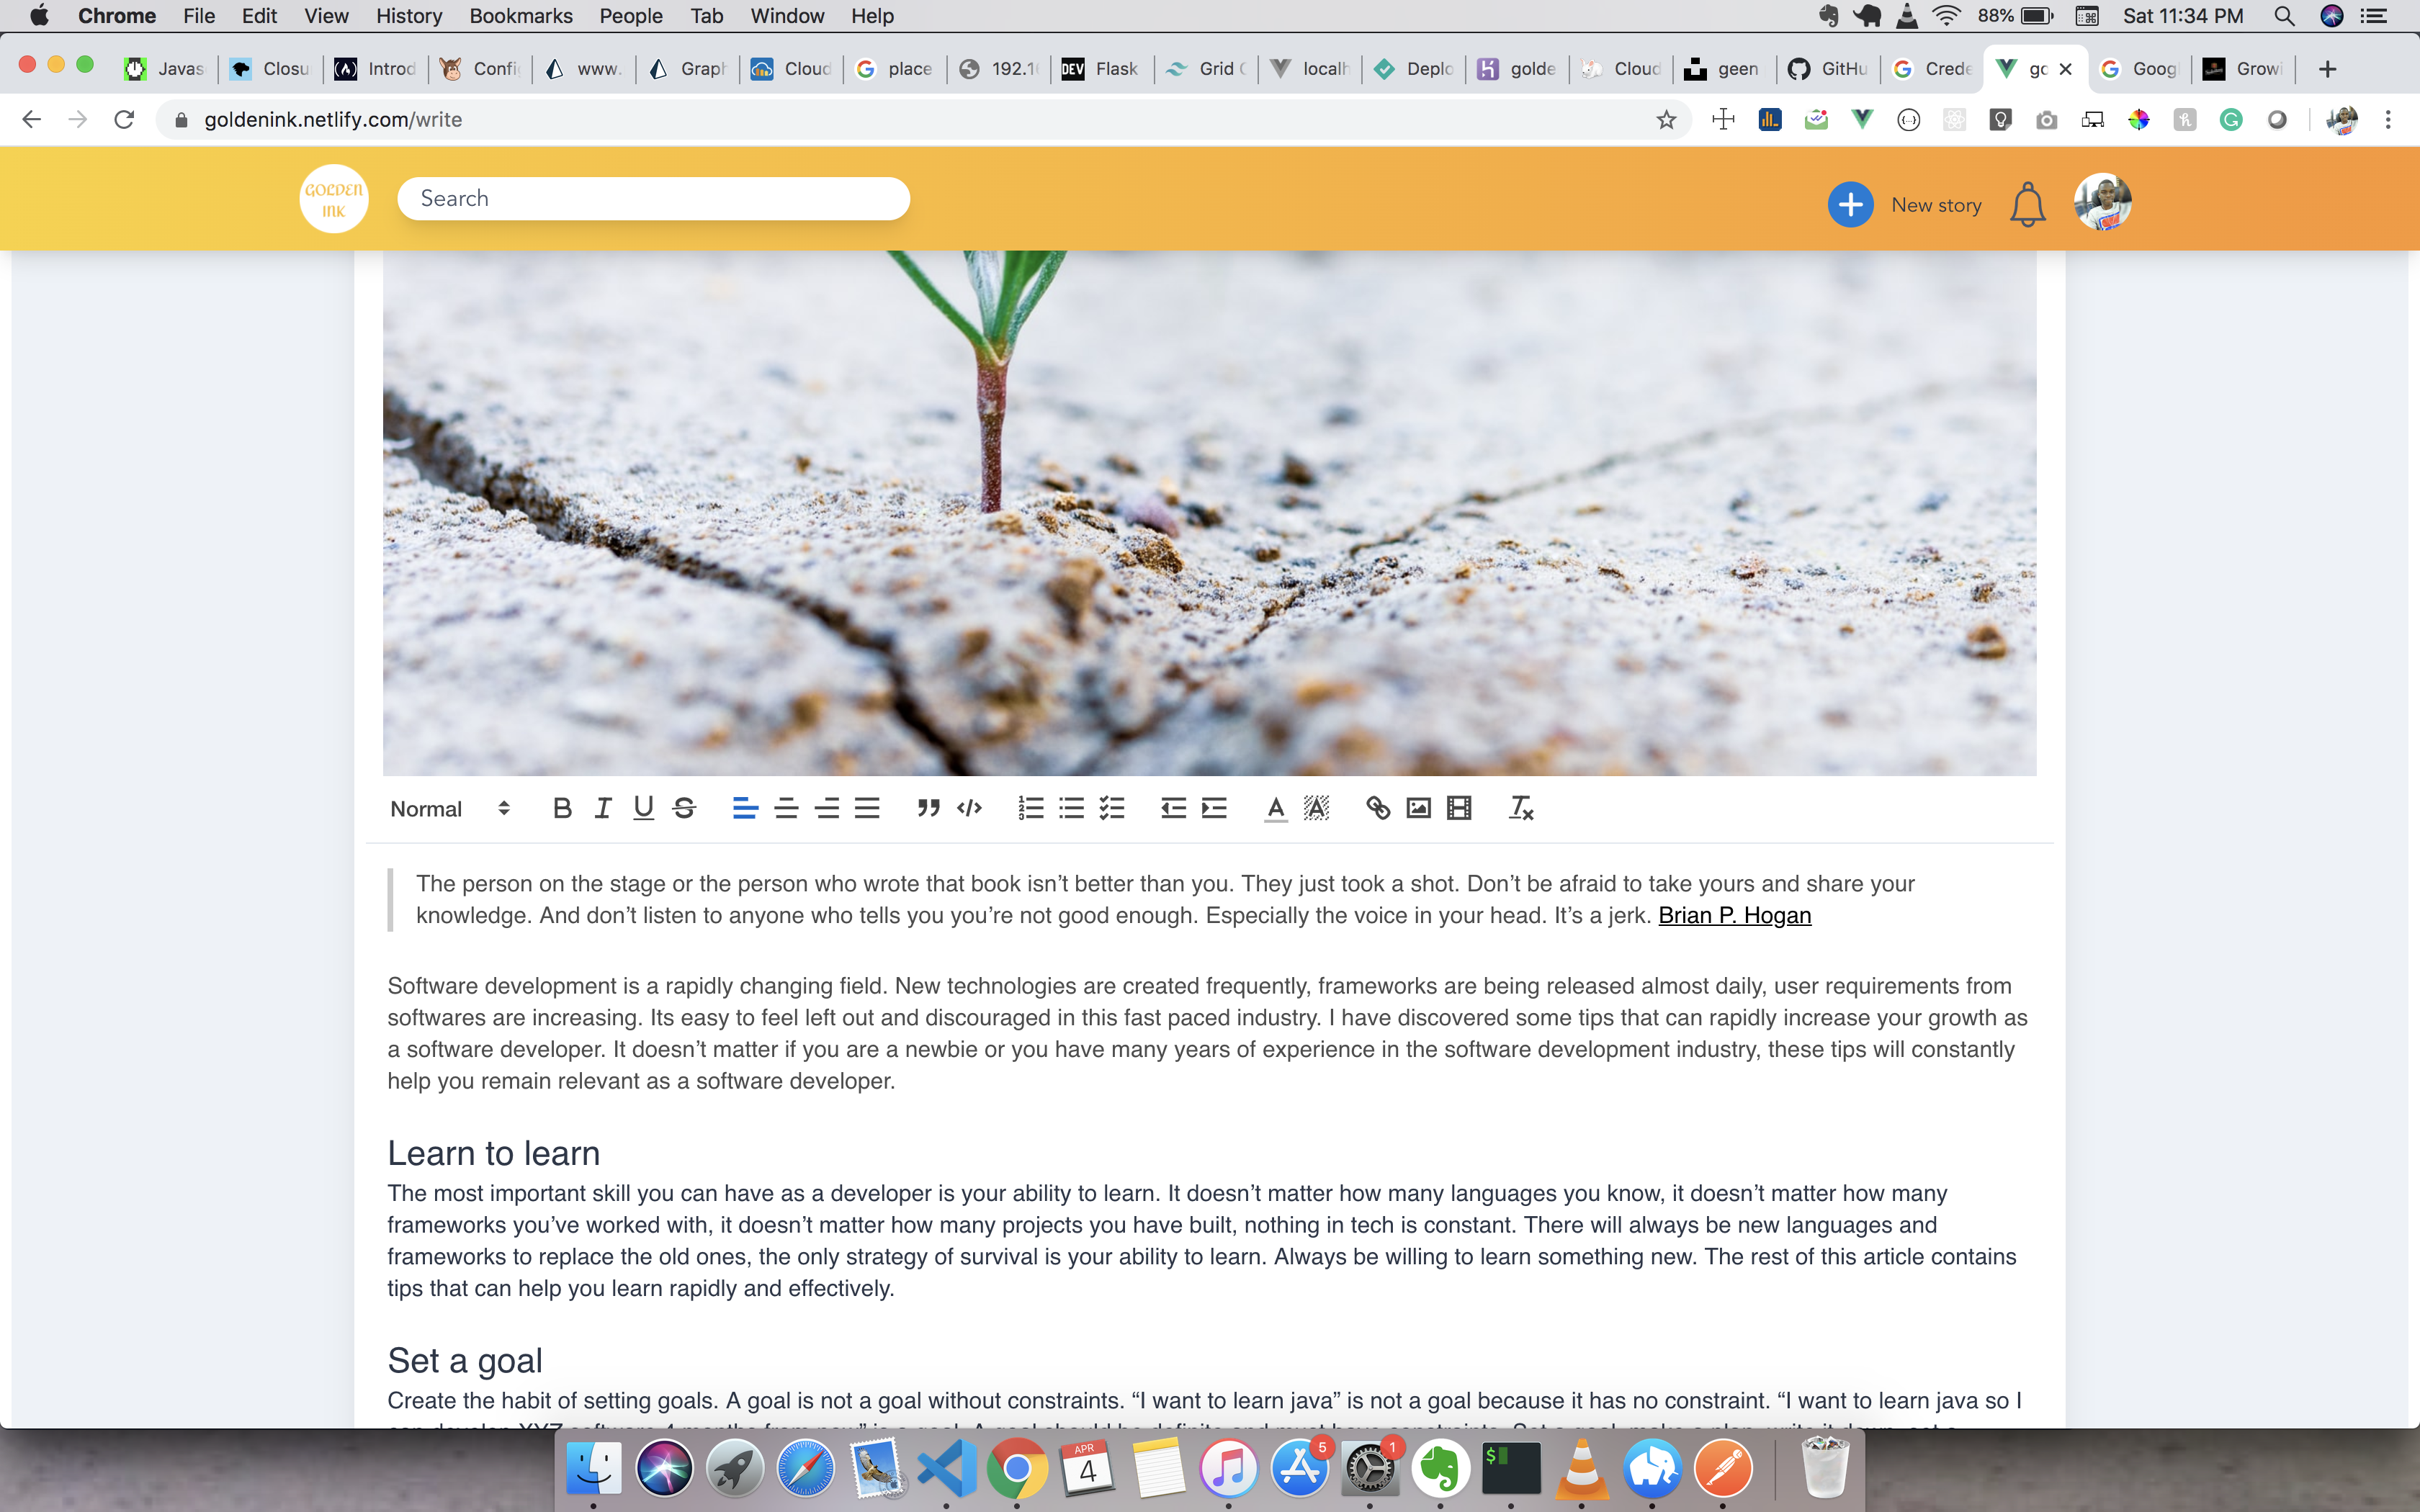 Chrome File Edit View History Bookmarks People Tab Window Help 88% Sat 11:34 PM
Javas Closu Introd Config www. Graph Cloud place 192.1 DEV Flask Grid localh Deplo golde Cloud geen GitHu Crede go Goog Growi
goldenink.netlify.com/write
GOLDEN
INK
Search
New story
Normal
The person on the stage or the person who wrote that book isn’t better than you. They just took a shot. Don’t be afraid to take yours and share your
knowledge. And don’t listen to anyone who tells you you’re not good enough. Especially the voice in your head. It’s a jerk. Brian P. Hogan
Software development is a rapidly changing field. New technologies are created frequently, frameworks are being released almost daily, user requirements from
softwares are increasing. Its easy to feel left out and discouraged in this fast paced industry. I have discovered some tips that can rapidly increase your growth as
a software developer. It doesn’t matter if you are a newbie or you have many years of experience in the software development industry, these tips will constantly
help you remain relevant as a software developer.
Learn to learn
The most important skill you can have as a developer is your ability to learn. It doesn’t matter how many languages you know, it doesn’t matter how many
frameworks you’ve worked with, it doesn’t matter how many projects you have built, nothing in tech is constant. There will always be new languages and
frameworks to replace the old ones, the only strategy of survival is your ability to learn. Always be willing to learn something new. The rest of this article contains
tips that can help you learn rapidly and effectively.
Set a goal
Create the habit of setting goals. A goal is not a goal without constraints. “I want to learn java” is not a goal because it has no constraint. “I want to learn java so I
APR
4
5
1